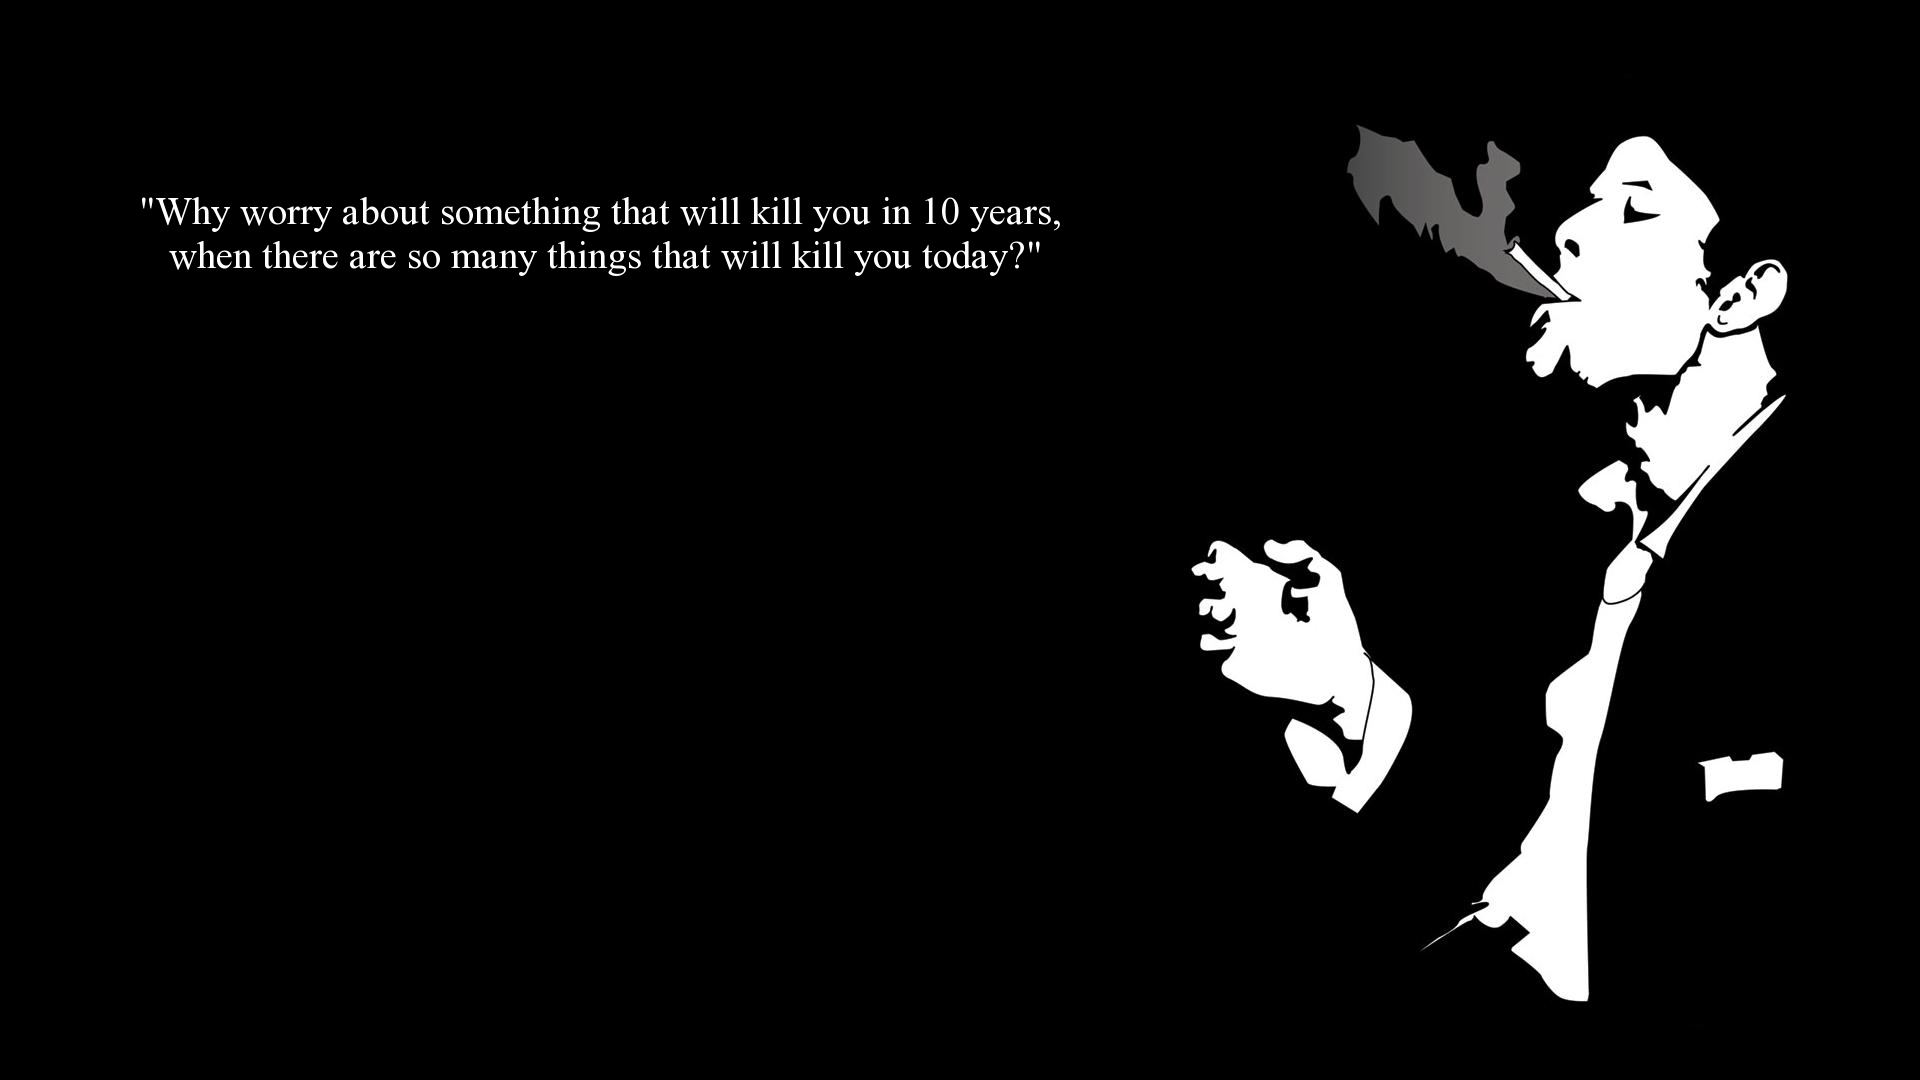 "Why worry about something that will kill you in 10 years,
when there are so many things that will kill you today?"